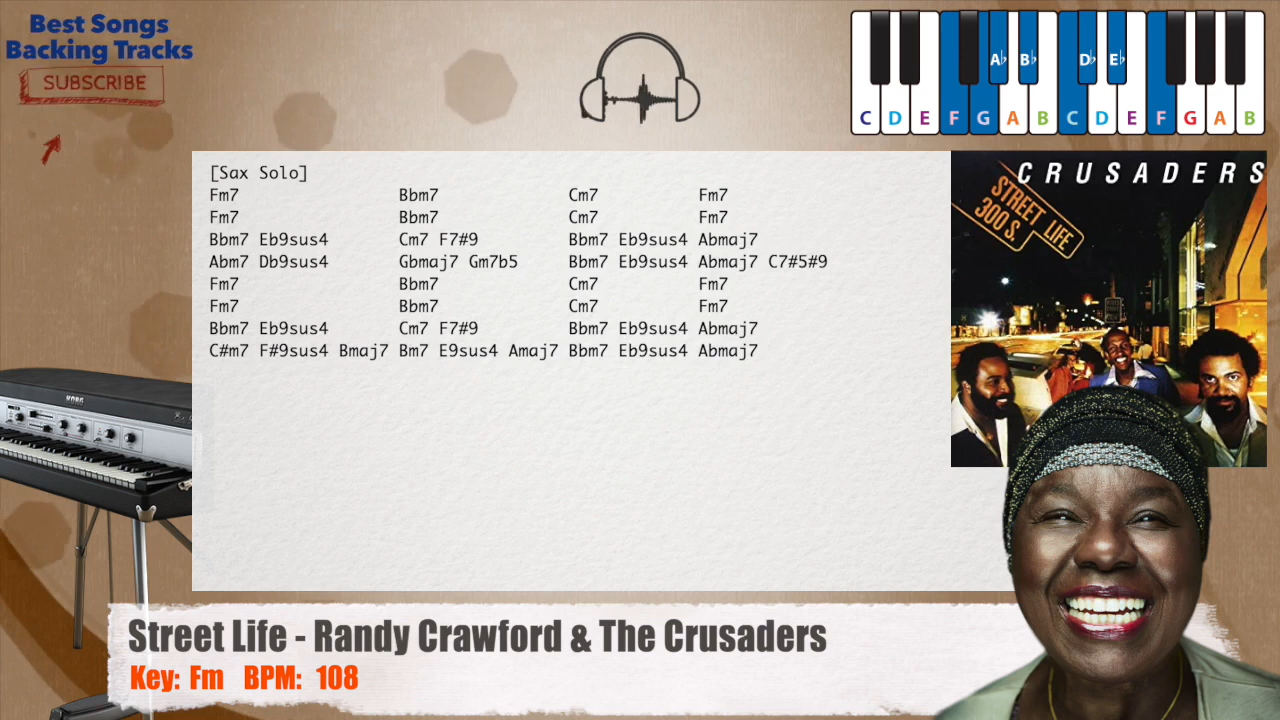 Best Songs
Backing Tracks
SUBSCRIBE
A♭ B♭ D♭ E♭
C D E F G A B C D E F G A B
[Sax Solo]
Fm7 Bbm7 Cm7 Fm7
Fm7 Bbm7 Cm7 Fm7
Bbm7 Eb9sus4 Cm7 F7#9 Bbm7 Eb9sus4 Abmaj7
Abm7 Db9sus4 Gbmaj7 Gm7b5 Bbm7 Eb9sus4 Abmaj7 C7#5#9
Fm7 Bbm7 Cm7 Fm7
Fm7 Bbm7 Cm7 Fm7
Bbm7 Eb9sus4 Cm7 F7#9 Bbm7 Eb9sus4 Abmaj7
C#m7 F#9sus4 Bmaj7 Bm7 E9sus4 Amaj7 Bbm7 Eb9sus4 Abmaj7
CRUSADERS
STREET LIFE
300 S.
KORG
Street Life - Randy Crawford & The Crusaders
Key: Fm BPM: 108